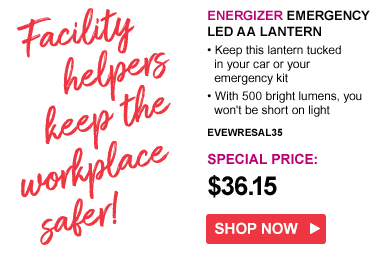 Facility
helpers
keep the
workplace
safer!
ENERGIZER EMERGENCY
LED AA LANTERN
• Keep this lantern tucked
in your car or your
emergency kit
• With 500 bright lumens, you
won't be short on light
EVEWRESAL35
SPECIAL PRICE:
$36.15
SHOP NOW